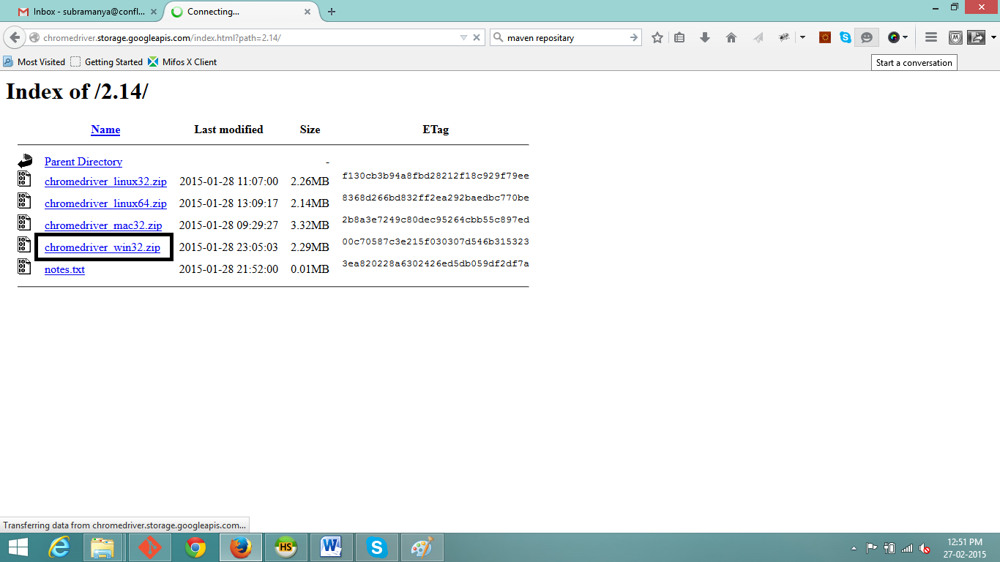 Inbox - subramanya@confl...
Connecting...
chromedriver.storage.googleapis.com/index.html?path=2.14/
maven repositary
Most Visited Getting Started Mifos X Client
Start a conversation
Index of /2.14/
Name Last modified Size ETag
Parent Directory -
chromedriver_linux32.zip 2015-01-28 11:07:00 2.26MB f130cb3b94a8fbd28212f18c929f79ee
chromedriver_linux64.zip 2015-01-28 13:09:17 2.14MB 8368d266bd832ff2ea292baedbc770be
chromedriver_mac32.zip 2015-01-28 09:29:27 3.32MB 2b8a3e7249c80dec95264cbb55c897ed
chromedriver_win32.zip 2015-01-28 23:05:03 2.29MB 00c70587c3e215f030307d546b315323
notes.txt 2015-01-28 21:52:00 0.01MB 3ea820228a6302426ed5db059df2df7a
Transferring data from chromedriver.storage.googleapis.com...
HS
12:51 PM
27-02-2015